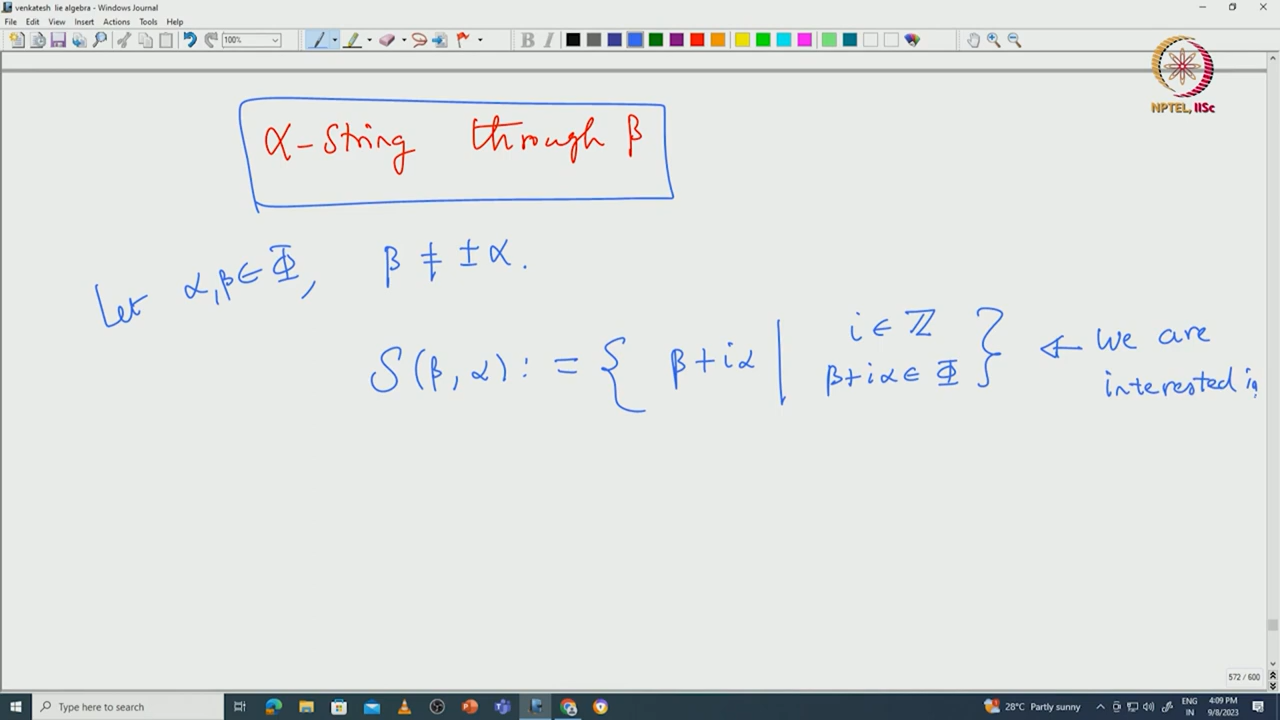 venkatesh lie algebra - Windows Journal
File Edit View Insert Actions Tools Help
100%
B I
NPTEL, IISc
α-string through β
Let α, β ∈ Φ, β ≠ ±α.
S(β, α) := { β+iα | i ∈ ℤ
β+iα ∈ Φ } ← We are
interested in
572 / 600
Type here to search
28°C Partly sunny
ENG
IN
4:09 PM
9/8/2023